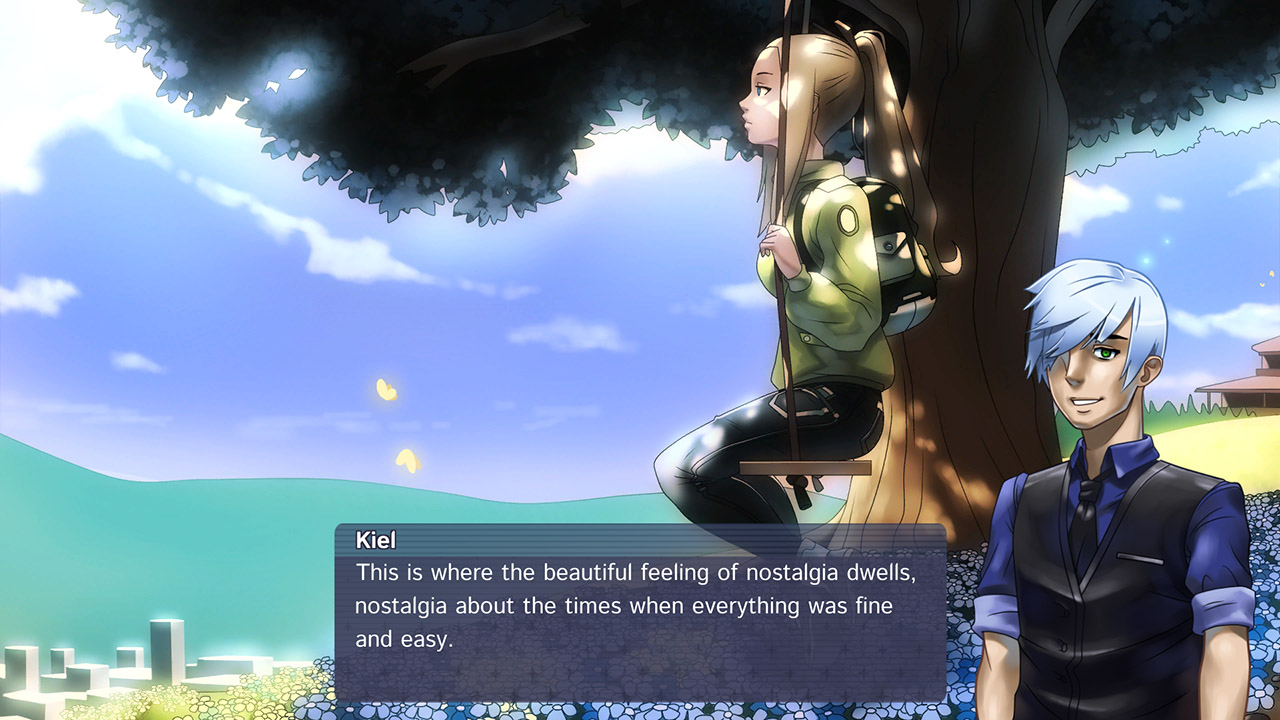 Kiel
This is where the beautiful feeling of nostalgia dwells,
nostalgia about the times when everything was fine
and easy.